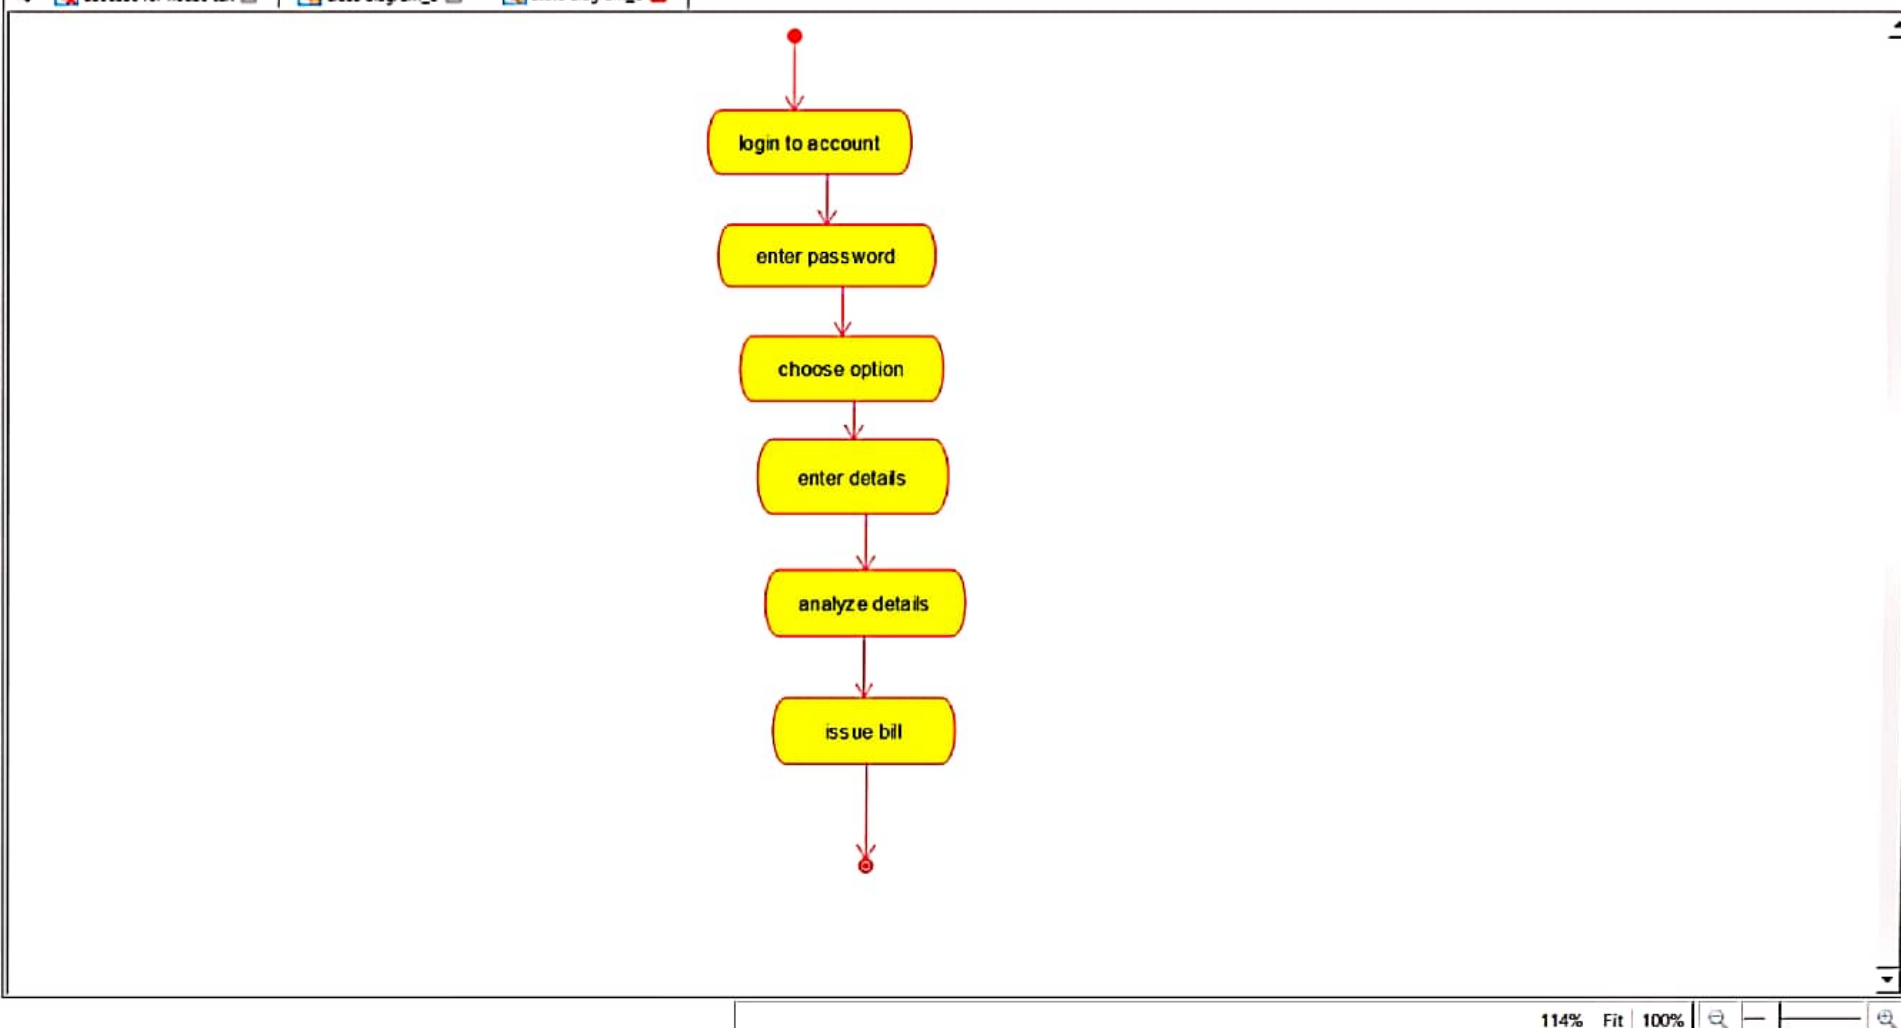 login to account
enter password
choose option
enter details
analyze details
issue bill
114% Fit 100%